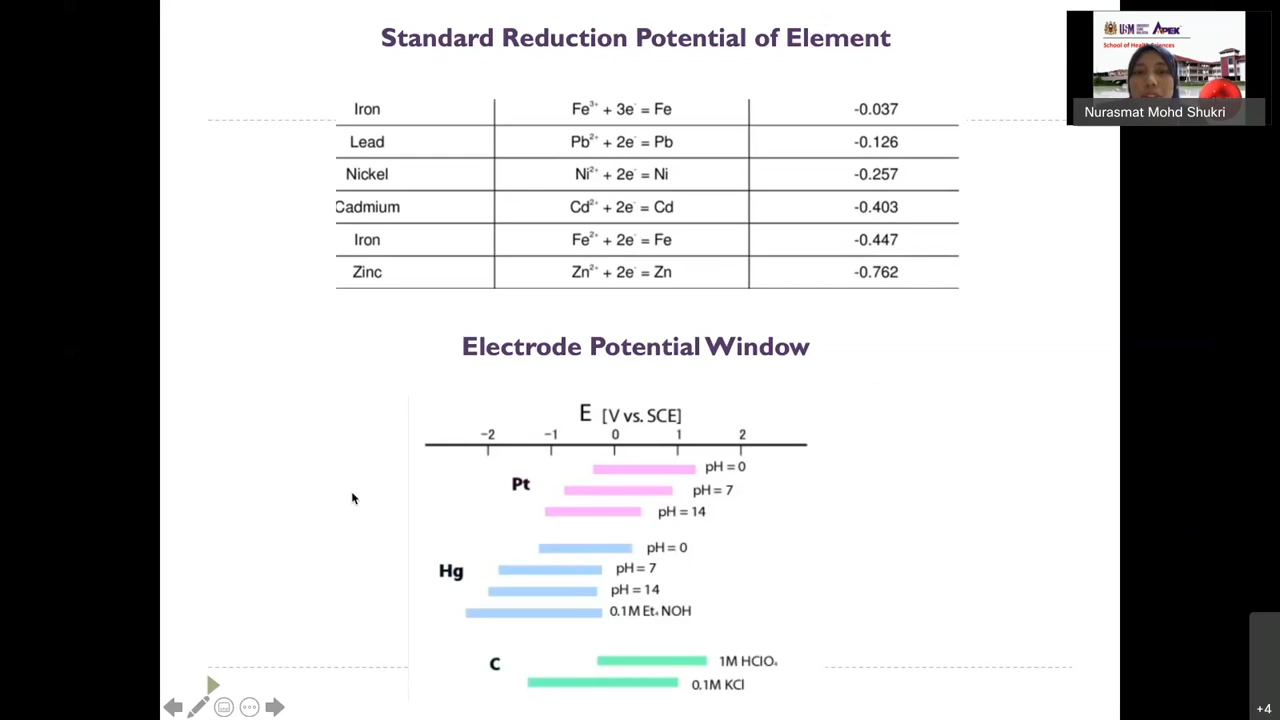 Standard Reduction Potential of Element
USM APEX™
School of Health Sciences
Nurasmat Mohd Shukri
Iron Fe³⁺ + 3e⁻ = Fe -0.037
Lead Pb²⁺ + 2e⁻ = Pb -0.126
Nickel Ni²⁺ + 2e⁻ = Ni -0.257
Cadmium Cd²⁺ + 2e⁻ = Cd -0.403
Iron Fe²⁺ + 2e⁻ = Fe -0.447
Zinc Zn²⁺ + 2e⁻ = Zn -0.762
Electrode Potential Window
E [V vs. SCE]
-2 -1 0 1 2
pH = 0
Pt pH = 7
pH = 14
pH = 0
Hg pH = 7
pH = 14
0.1M Et₄ NOH
C 1M HClO₄
0.1M KCl
+4